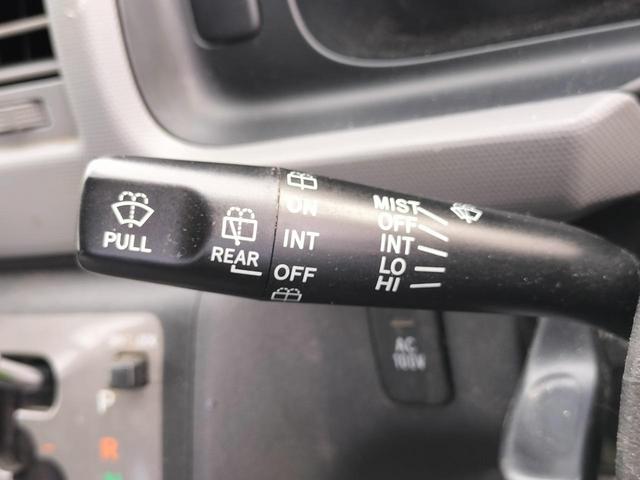 PULL
REAR
ON
INT
OFF
MIST
OFF
INT
LO
HI
AC
100V
P
R
N